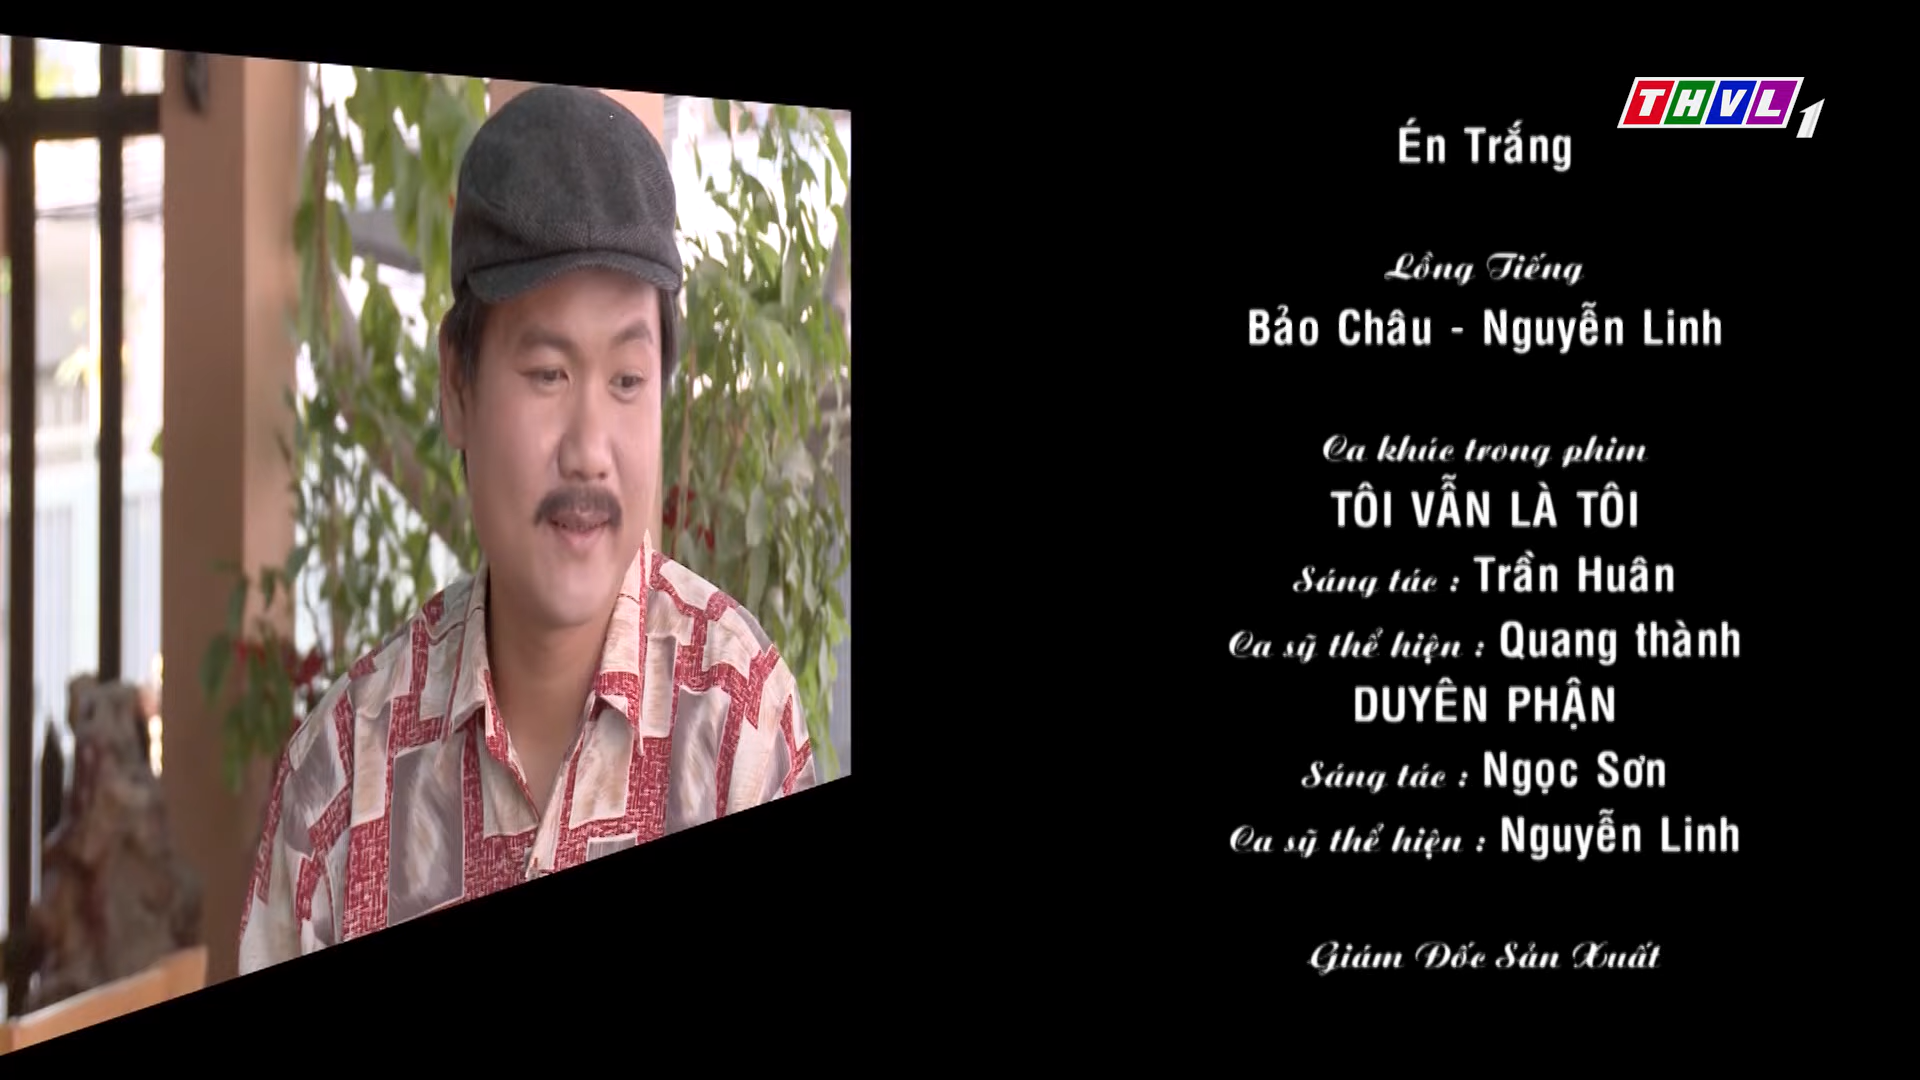 THVL1
Én Trắng
Lồng Tiếng
Bảo Châu - Nguyễn Linh
Ca khúc trong phim
TÔI VẪN LÀ TÔI
Sáng tác : Trần Huân
Ca sỹ thể hiện : Quang thành
DUYÊN PHẬN
Sáng tác : Ngọc Sơn
Ca sỹ thể hiện : Nguyễn Linh
Giám Đốc Sản Xuất